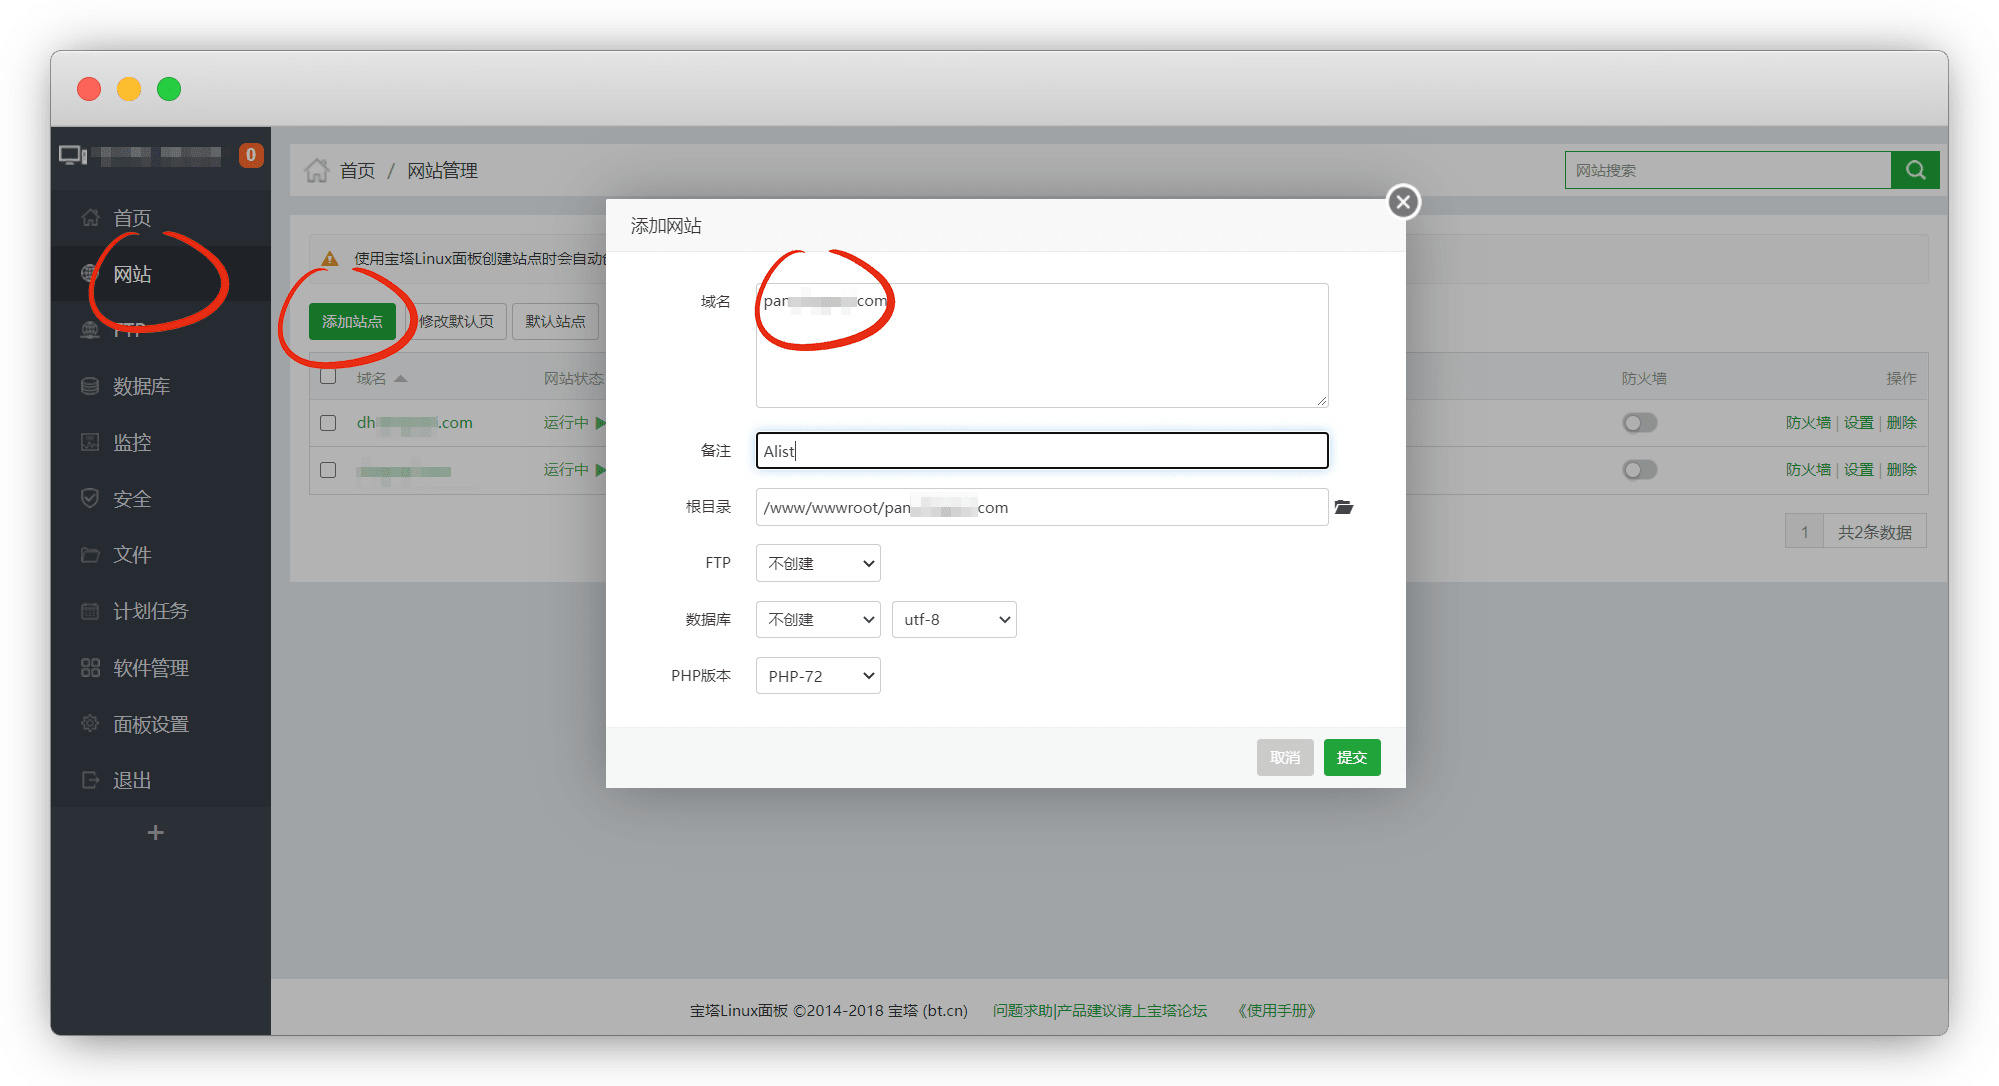 0
首页 / 网站管理
网站搜索
首页
网站
FTP
数据库
监控
安全
文件
计划任务
软件管理
面板设置
退出
使用宝塔Linux面板创建站点时会自动
添加站点 修改默认页 默认站点
域名 网站状态 防火墙 操作
dh .com 运行中 防火墙 | 设置 | 删除
运行中 防火墙 | 设置 | 删除
1 共2条数据
添加网站
域名 pan com
备注 Alist
根目录 /www/wwwroot/pan com
FTP 不创建
数据库 不创建 utf-8
PHP版本 PHP-72
取消 提交
宝塔Linux面板 ©2014-2018 宝塔 (bt.cn) 问题求助|产品建议请上宝塔论坛 《使用手册》